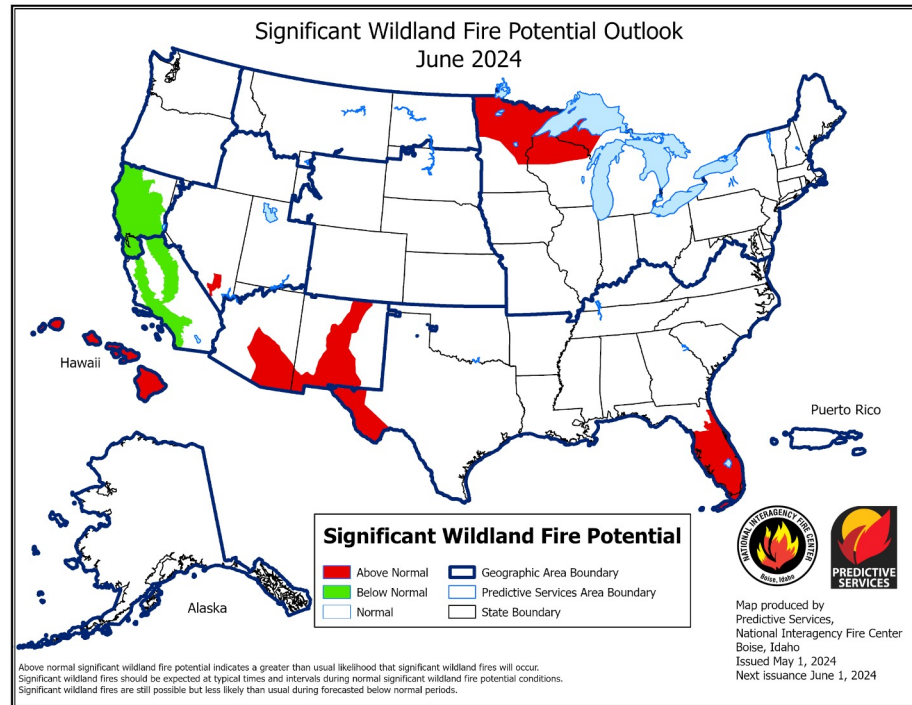 Significant Wildland Fire Potential Outlook
June 2024
Hawaii
Puerto Rico
Alaska
Significant Wildland Fire Potential
Above Normal
Below Normal
Normal
Geographic Area Boundary
Predictive Services Area Boundary
State Boundary
NATIONAL INTERAGENCY FIRE CENTER
Boise, Idaho
PREDICTIVE
SERVICES
Map produced by
Predictive Services,
National Interagency Fire Center
Boise, Idaho
Issued May 1, 2024
Next issuance June 1, 2024
Above normal significant wildland fire potential indicates a greater than usual likelihood that significant wildland fires will occur.
Significant wildland fires should be expected at typical times and intervals during normal significant wildland fire potential conditions.
Significant wildland fires are still possible but less likely than usual during forecasted below normal periods.